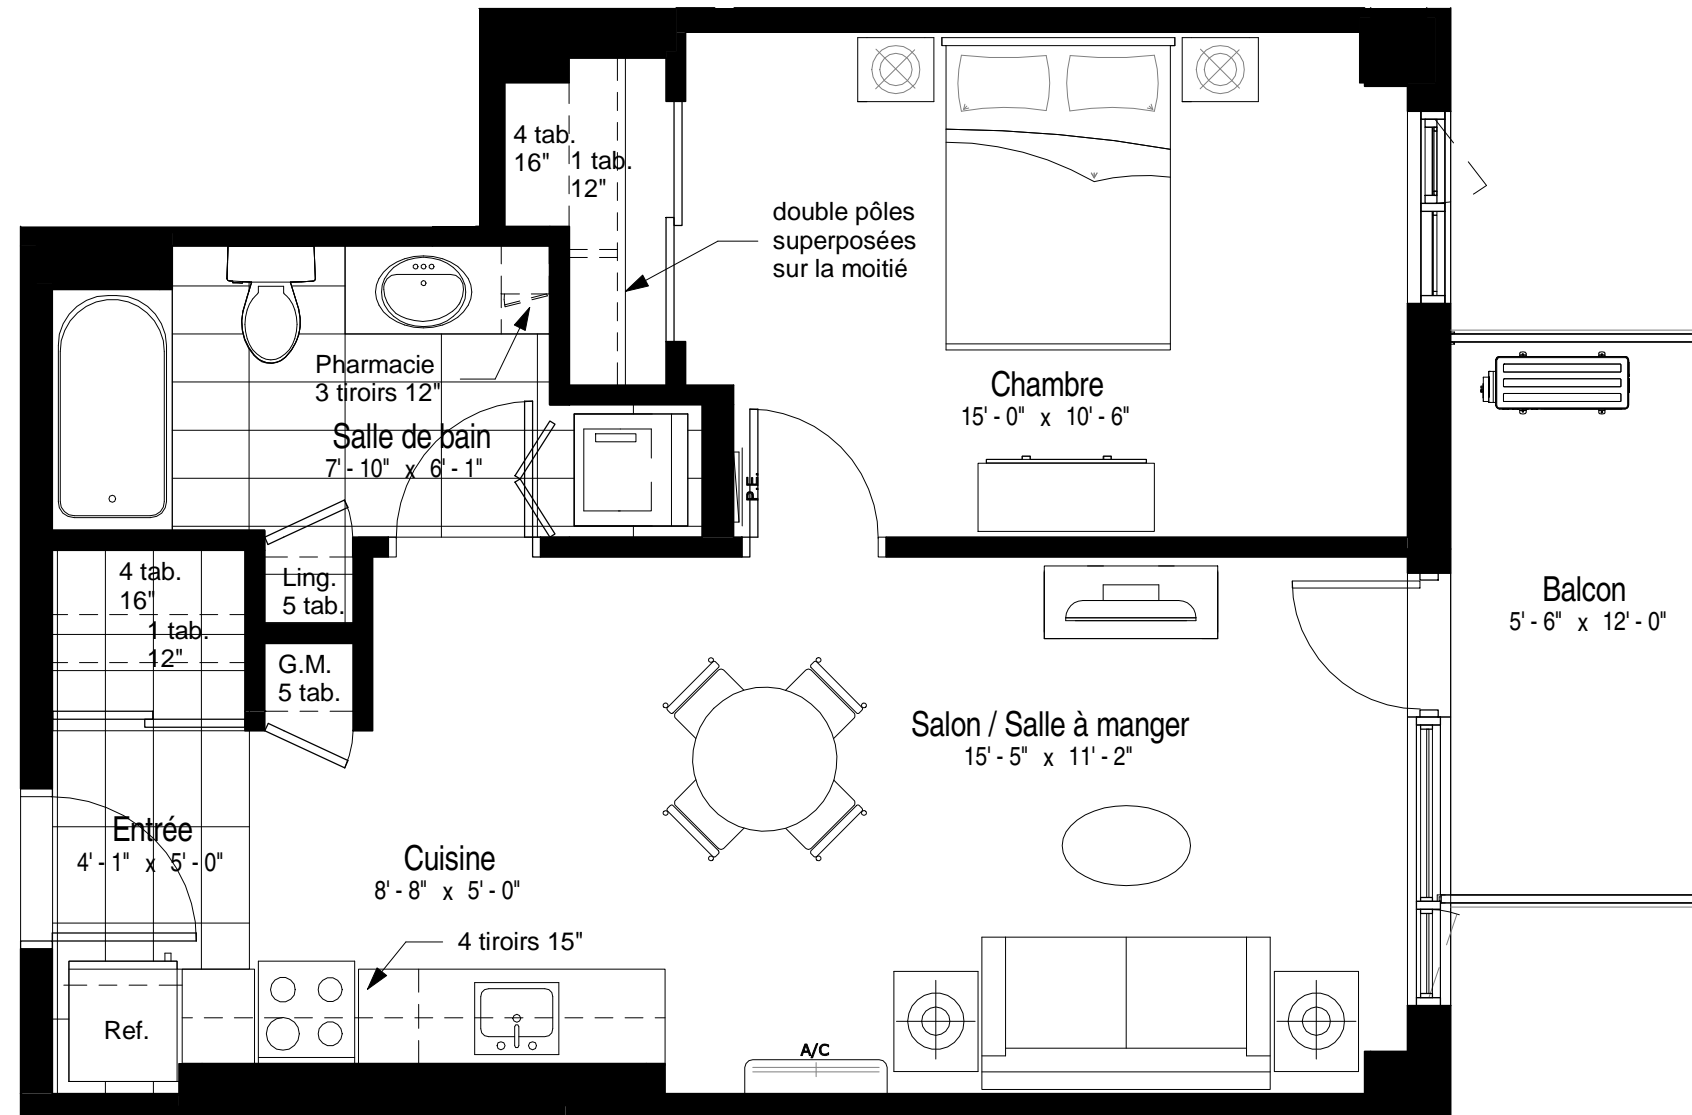 4 tab.
16"
1 tab.
12"
double pôles
superposées
sur la moitié
Pharmacie
3 tiroirs 12"
Chambre
15' - 0" x 10' - 6"
Salle de bain
7' - 10" x 6' - 1"
P.E.
4 tab.
16"
1 tab.
12"
Ling.
5 tab.
G.M.
5 tab.
Balcon
5' - 6" x 12' - 0"
Salon / Salle à manger
15' - 5" x 11' - 2"
Entrée
4' - 1" x 5' - 0"
Cuisine
8' - 8" x 5' - 0"
4 tiroirs 15"
Ref.
A/C